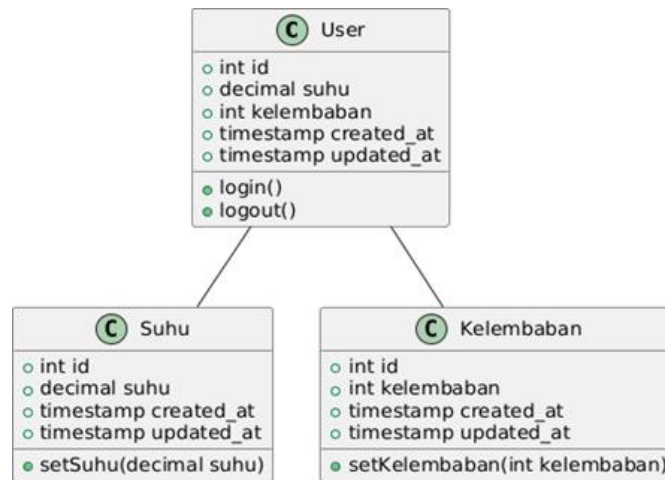 C User
int id
decimal suhu
int kelembaban
timestamp created_at
timestamp updated_at
login()
logout()
C Suhu
int id
decimal suhu
timestamp created_at
timestamp updated_at
setSuhu(decimal suhu)
C Kelembaban
int id
int kelembaban
timestamp created_at
timestamp updated_at
setKelembaban(int kelembaban)